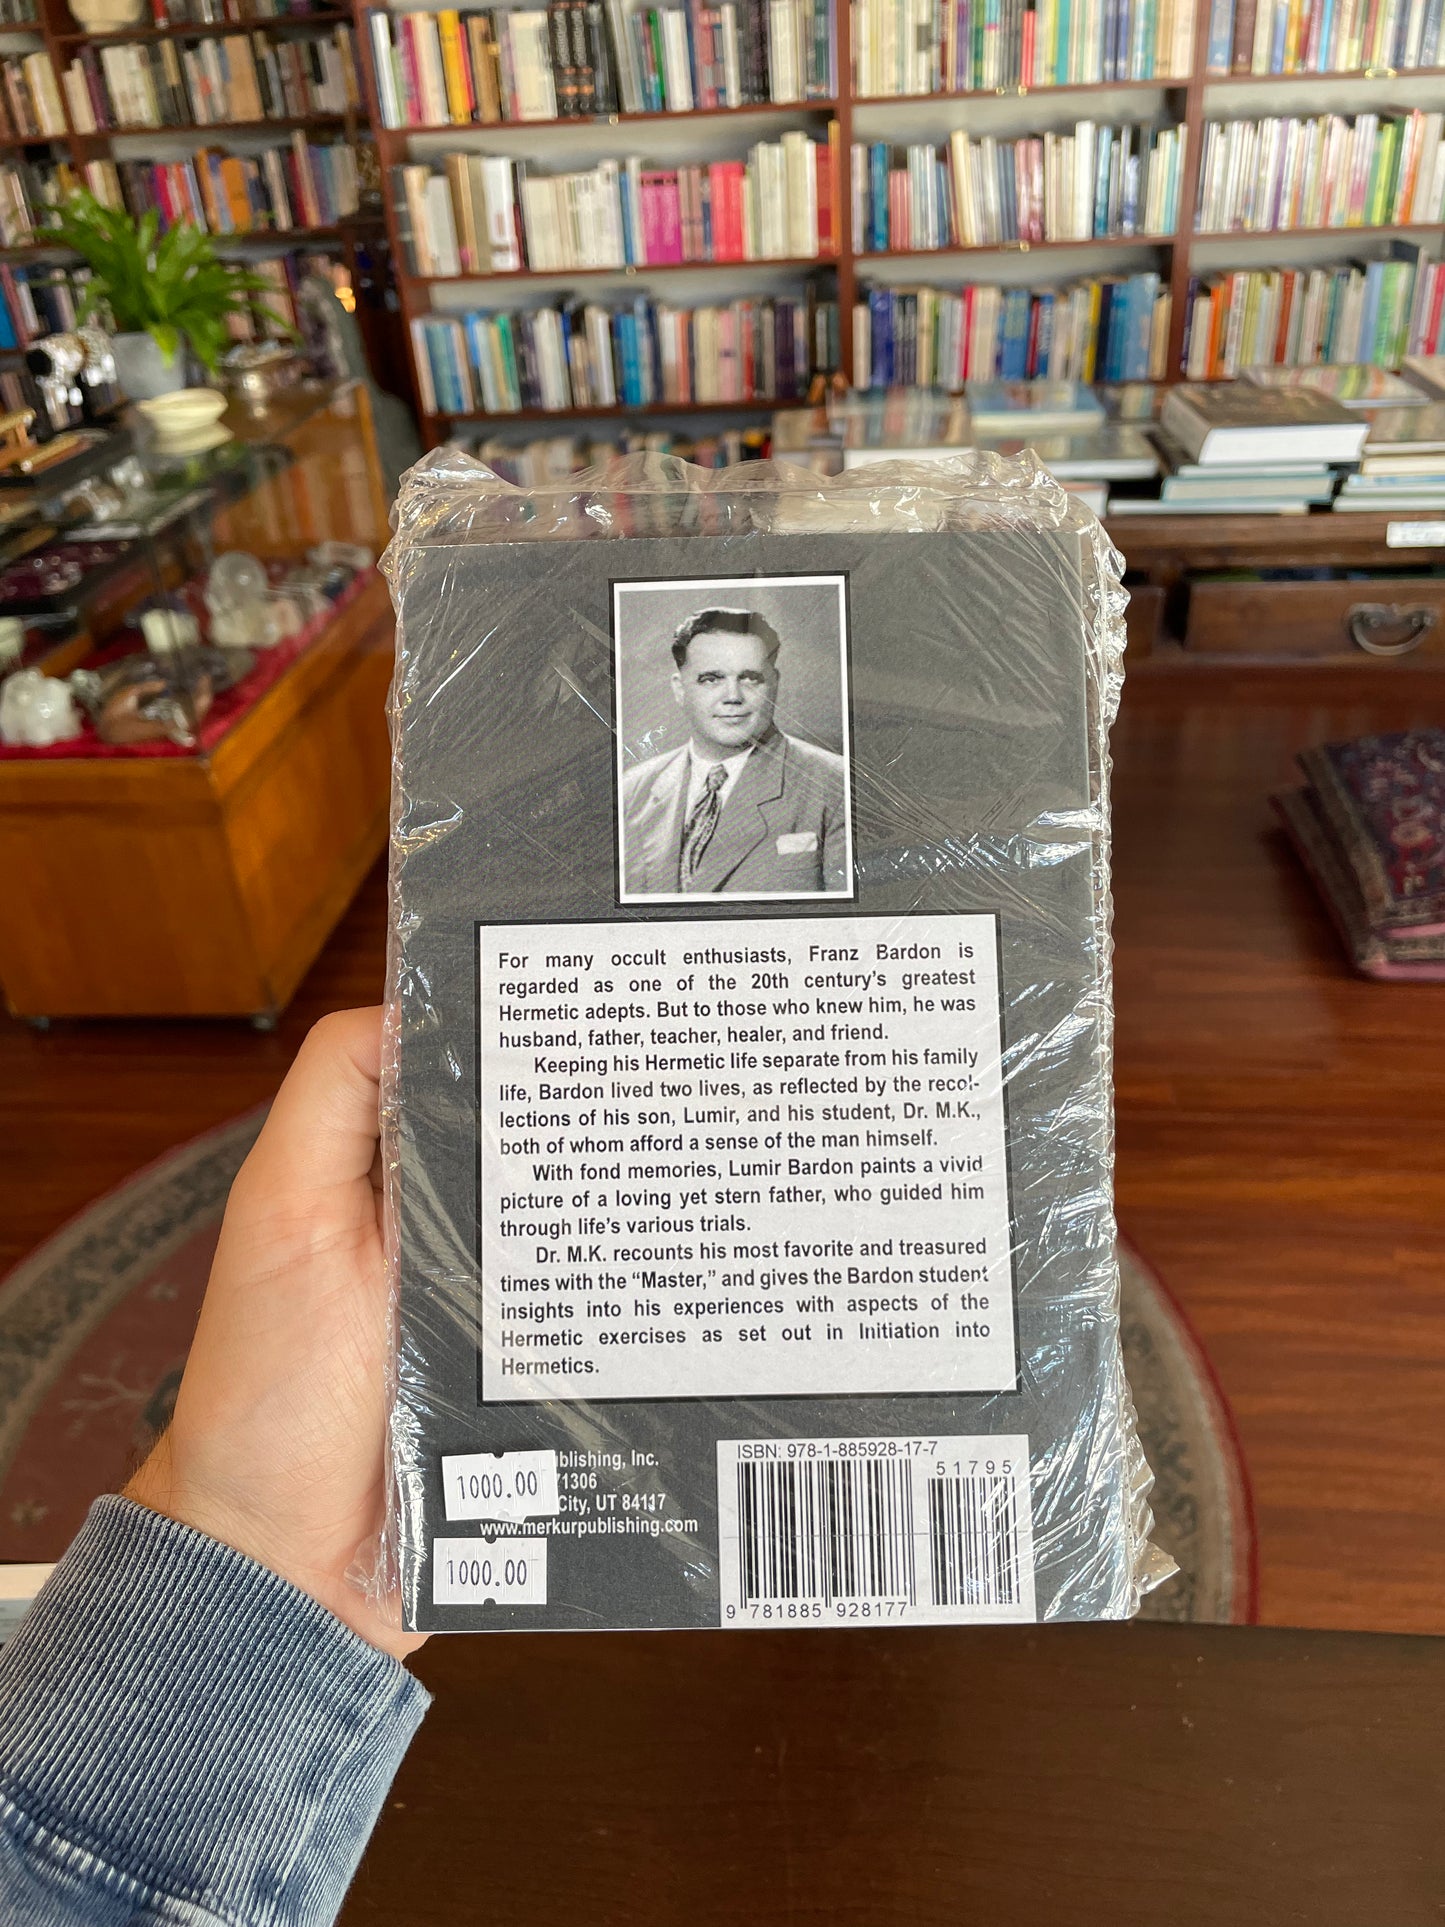 For many occult enthusiasts, Franz Bardon is
regarded as one of the 20th century's greatest
Hermetic adepts. But to those who knew him, he was
husband, father, teacher, healer, and friend.
Keeping his Hermetic life separate from his family
life, Bardon lived two lives, as reflected by the recol-
lections of his son, Lumir, and his student, Dr. M.K.,
both of whom afford a sense of the man himself.
With fond memories, Lumir Bardon paints a vivid
picture of a loving yet stern father, who guided him
through life's various trials.
Dr. M.K. recounts his most favorite and treasured
times with the “Master,” and gives the Bardon student
insights into his experiences with aspects of the
Hermetic exercises as set out in Initiation into
Hermetics.
blishing, Inc.
71306
City, UT 84117
www.merkurpublishing.com
1000.00
1000.00
ISBN: 978-1-885928-17-7
51795
9 781885 928177